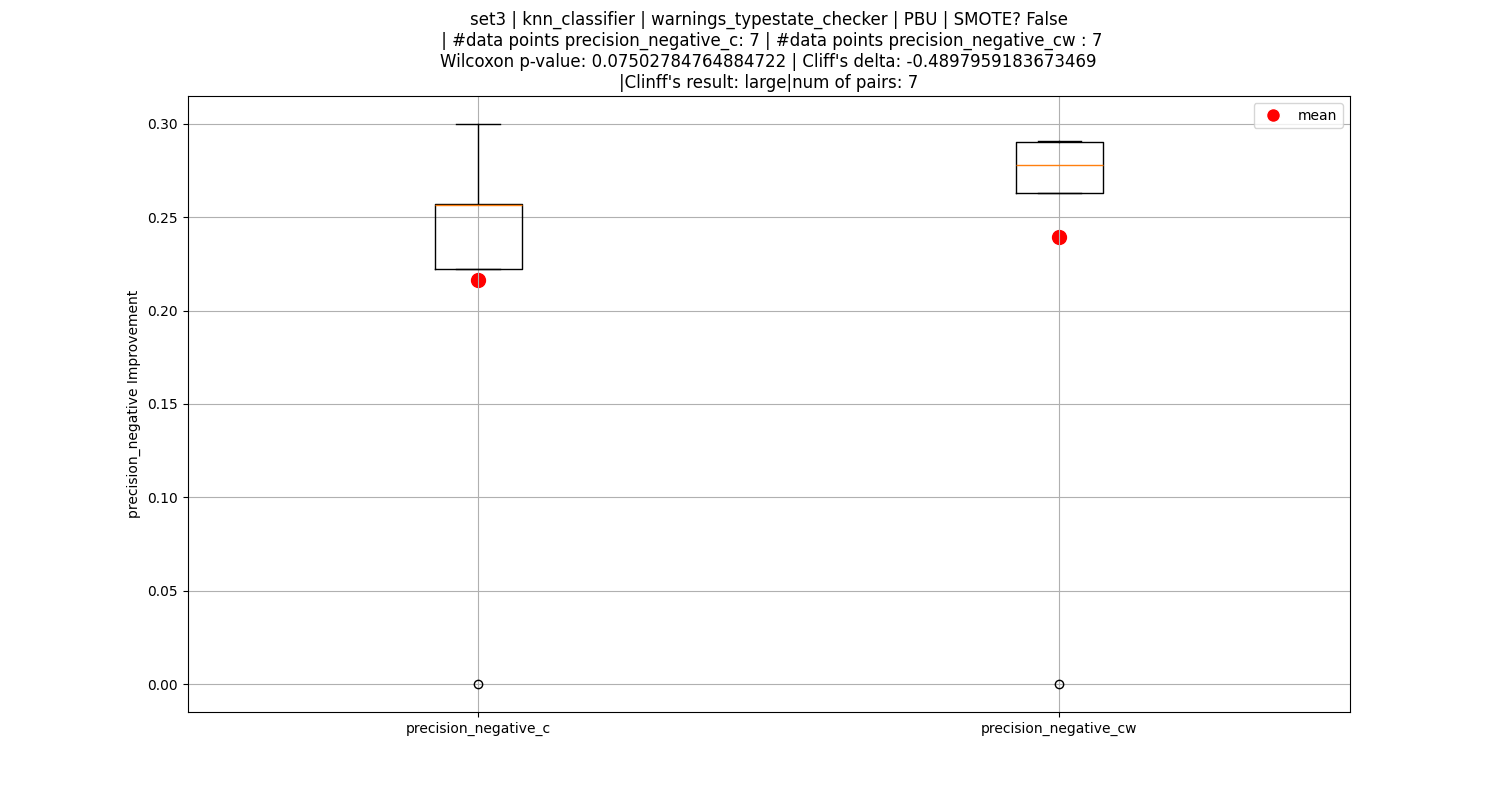 set3 | knn_classifier | warnings_typestate_checker | PBU | SMOTE? False
| #data points precision_negative_c: 7 | #data points precision_negative_cw : 7
Wilcoxon p-value: 0.07502784764884722 | Cliff's delta: -0.4897959183673469
|Clinff's result: large|num of pairs: 7
mean
0.30
0.25
0.20
0.15
0.10
0.05
0.00
precision_negative Improvement
precision_negative_c
precision_negative_cw